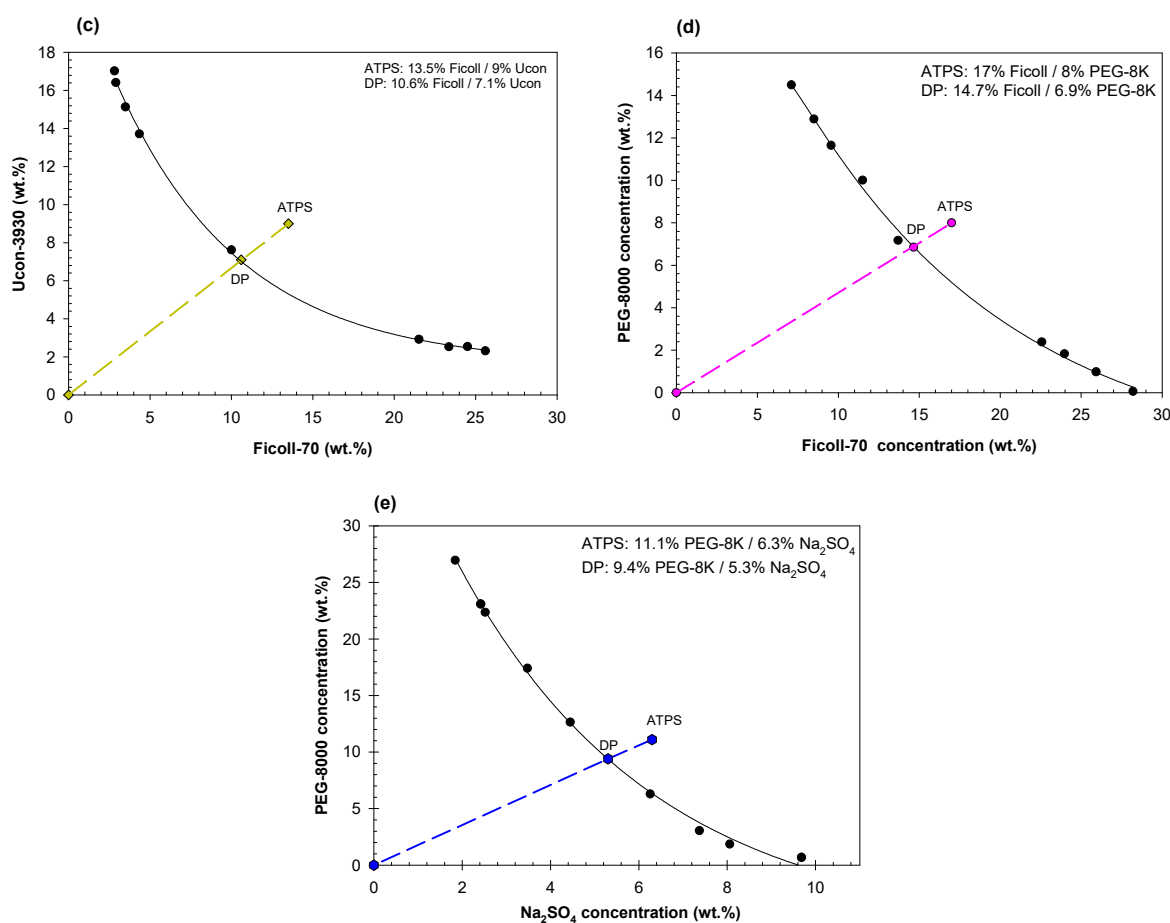 (c)
ATPS: 13.5% Ficoll / 9% Ucon
DP: 10.6% Ficoll / 7.1% Ucon
18
16
14
12
10
8
6
4
2
0
Ucon-3930 (wt.%)
ATPS
DP
0 5 10 15 20 25 30
Ficoll-70 (wt.%)
(d)
ATPS: 17% Ficoll / 8% PEG-8K
DP: 14.7% Ficoll / 6.9% PEG-8K
16
14
12
10
8
6
4
2
0
PEG-8000 concentration (wt.%)
ATPS
DP
0 5 10 15 20 25 30
Ficoll-70 concentration (wt.%)
(e)
ATPS: 11.1% PEG-8K / 6.3% Na₂SO₄
DP: 9.4% PEG-8K / 5.3% Na₂SO₄
30
25
20
15
10
5
0
PEG-8000 concentration (wt.%)
ATPS
DP
0 2 4 6 8 10
Na₂SO₄ concentration (wt.%)